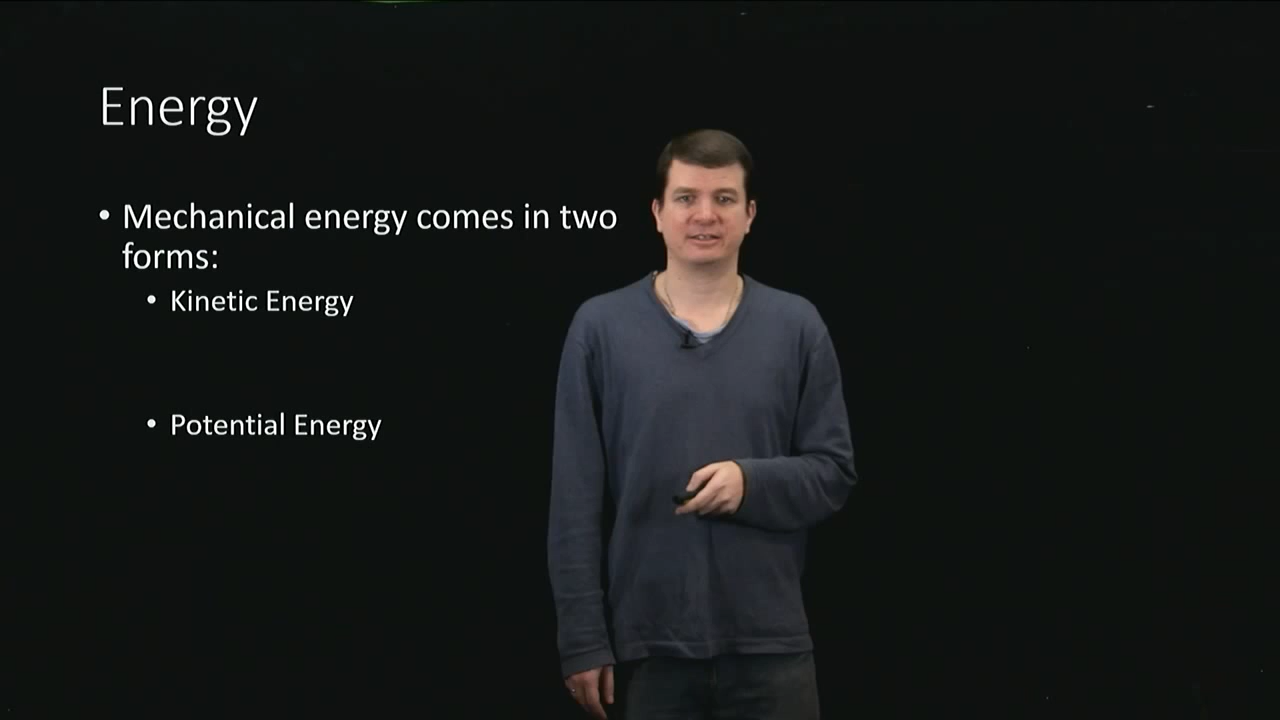 Energy
• Mechanical energy comes in two
forms:
• Kinetic Energy
• Potential Energy